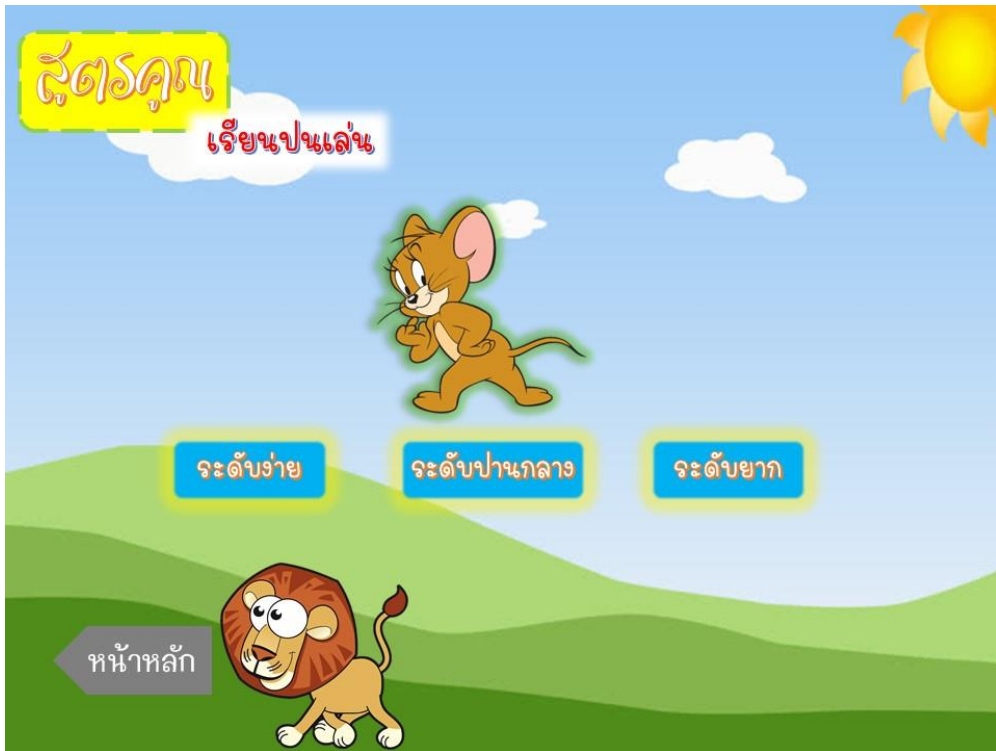 สูตรคูณ
เรียนปนเล่น
ระดับง่าย
ระดับปานกลาง
ระดับยาก
หน้าหลัก